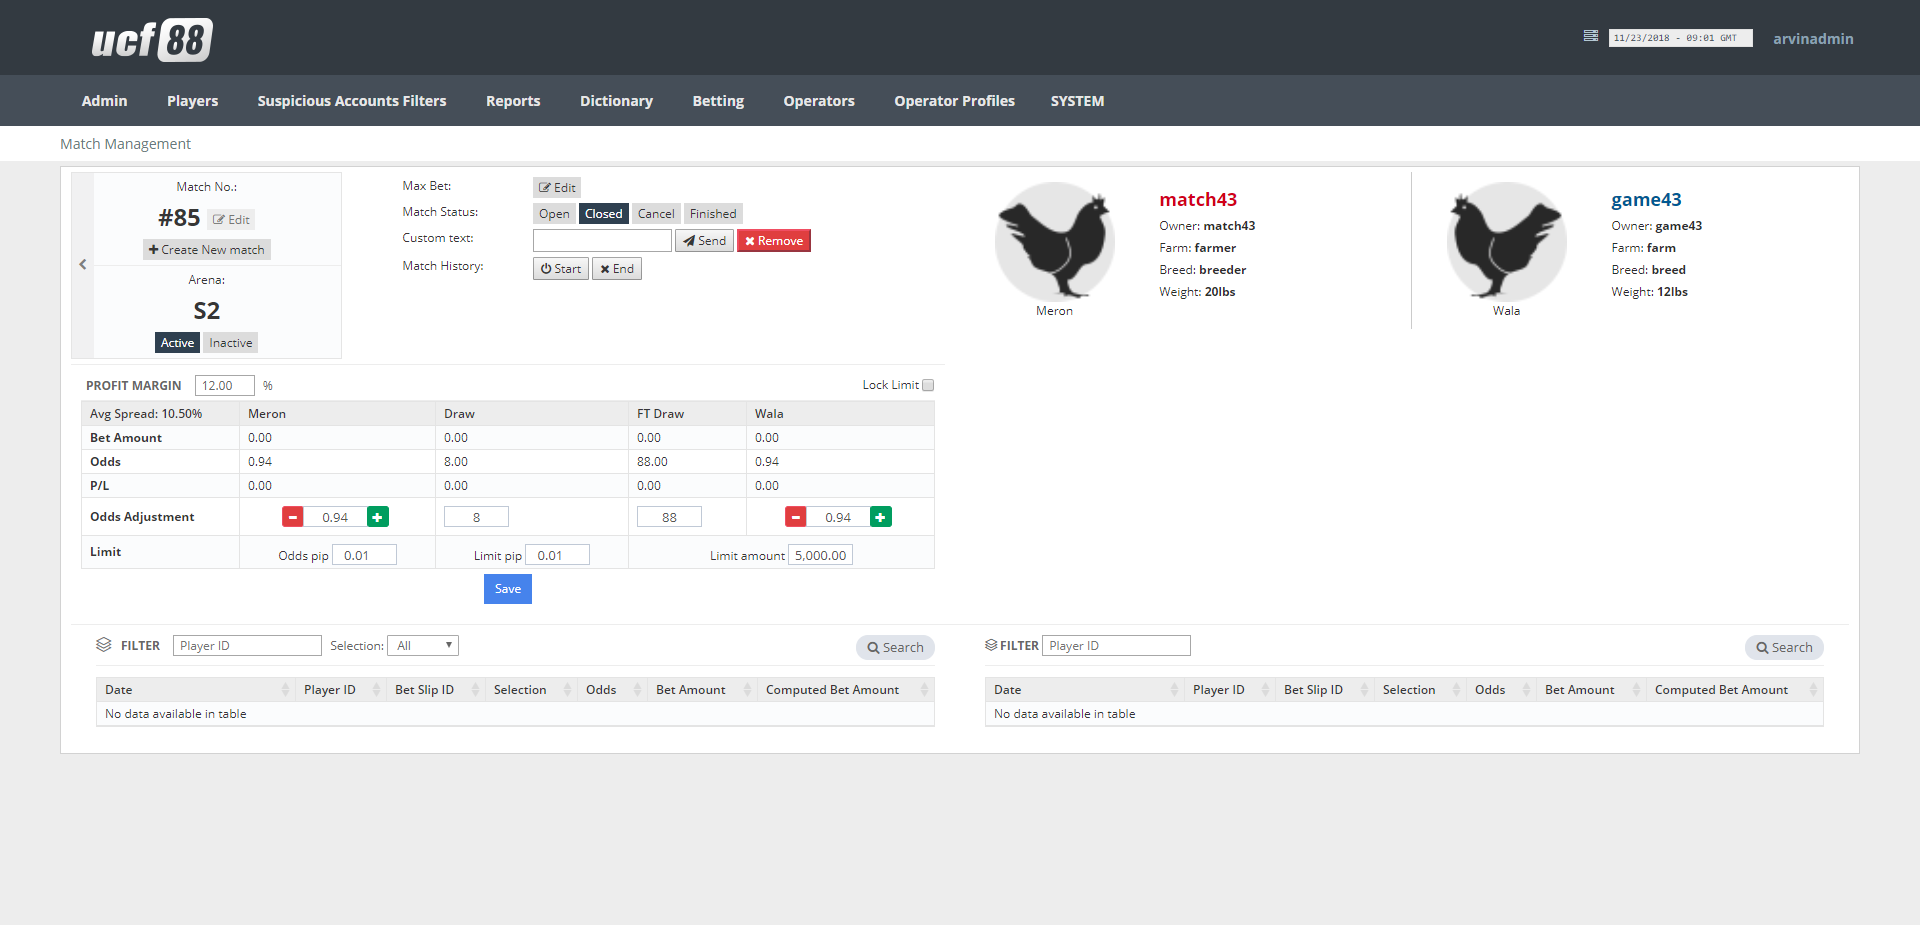 ucf88
11/23/2018 - 09:01 GMT
arvinadmin
Admin Players Suspicious Accounts Filters Reports Dictionary Betting Operators Operator Profiles SYSTEM
Match Management
Match No.:
#85 Edit
Create New match
Arena:
S2
Active Inactive
Max Bet: Edit
Match Status: Open Closed Cancel Finished
Custom text: Send Remove
Match History: Start End
Meron
match43
Owner: match43
Farm: farmer
Breed: breeder
Weight: 20lbs
Wala
game43
Owner: game43
Farm: farm
Breed: breed
Weight: 12lbs
PROFIT MARGIN 12.00 % Lock Limit
Avg Spread: 10.50% Meron Draw FT Draw Wala
Bet Amount 0.00 0.00 0.00 0.00
Odds 0.94 8.00 88.00 0.94
P/L 0.00 0.00 0.00 0.00
Odds Adjustment 0.94 8 88 0.94
Limit Odds pip 0.01 Limit pip 0.01 Limit amount 5,000.00
Save
FILTER Player ID Selection: All Search
Date Player ID Bet Slip ID Selection Odds Bet Amount Computed Bet Amount
No data available in table
FILTER Player ID Search
Date Player ID Bet Slip ID Selection Odds Bet Amount Computed Bet Amount
No data available in table